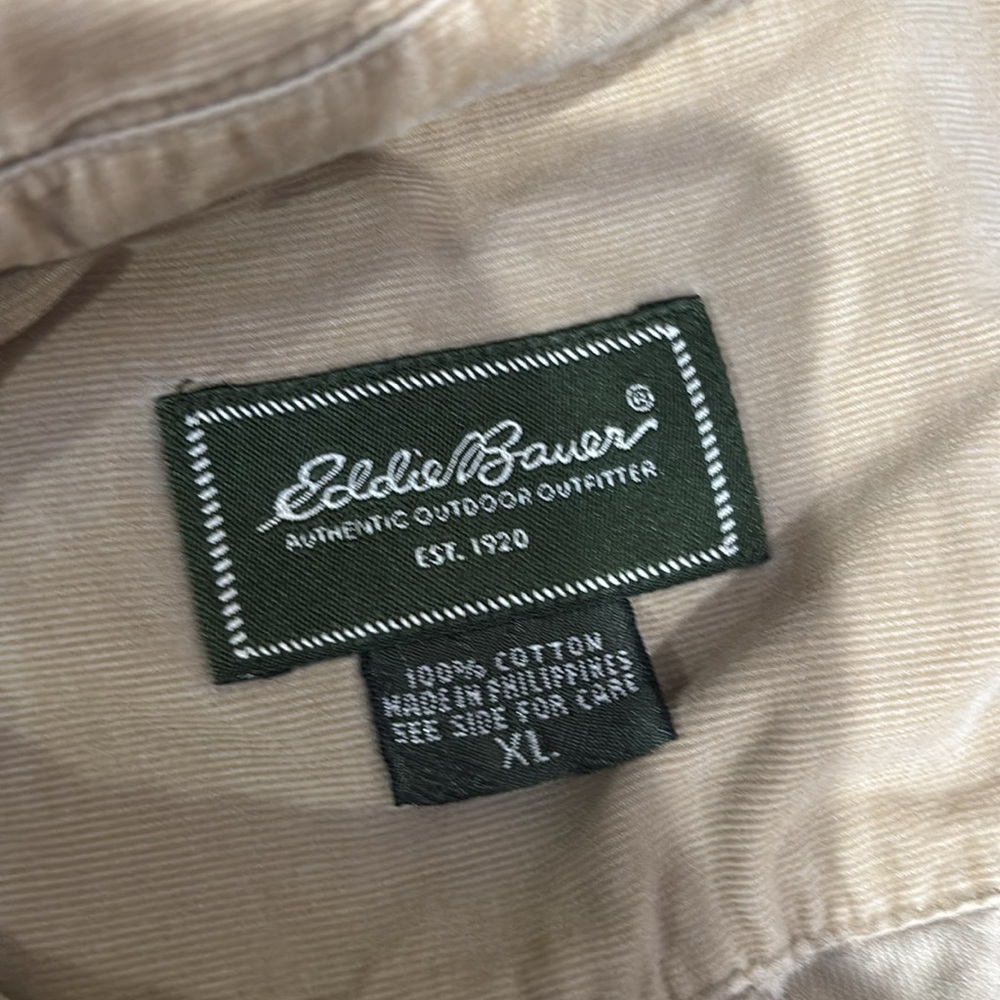 Eddie Bauer®
AUTHENTIC OUTDOOR OUTFITTER.
EST. 1920
100% COTTON
MADE IN PHILIPPINES
SEE SIDE FOR CARE
XL.